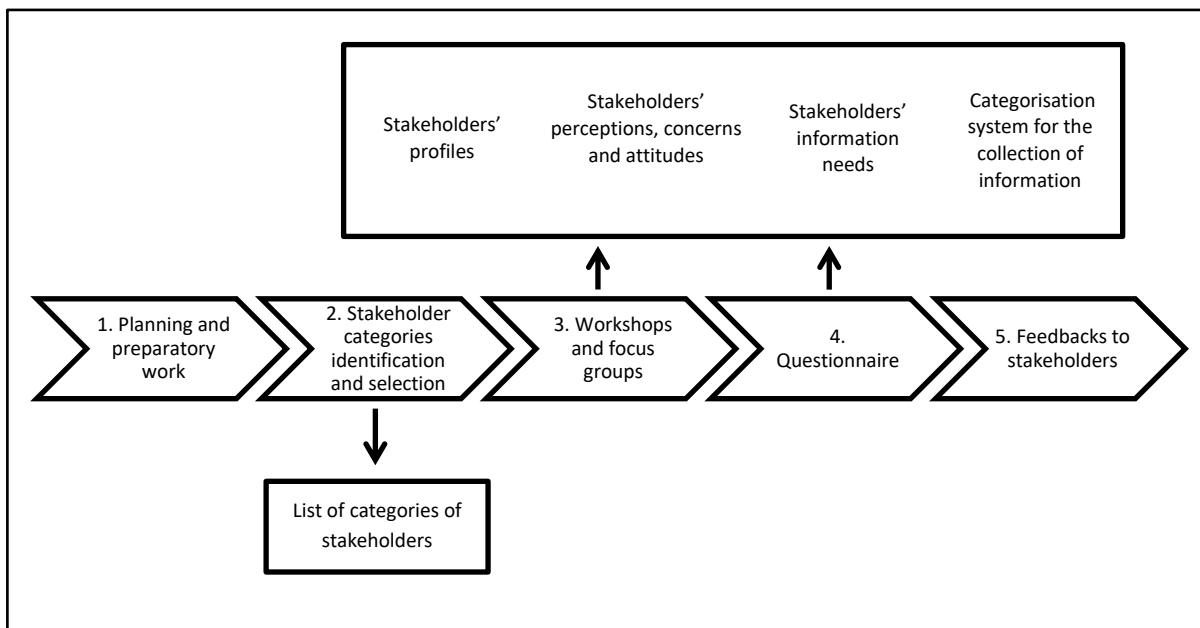 Stakeholders’
profiles
Stakeholders’
perceptions, concerns
and attitudes
Stakeholders’
information
needs
Categorisation
system for the
collection of
information
1. Planning and
preparatory
work
2. Stakeholder
categories
identification
and selection
3. Workshops
and focus
groups
4.
Questionnaire
5. Feedbacks to
stakeholders
List of categories of
stakeholders